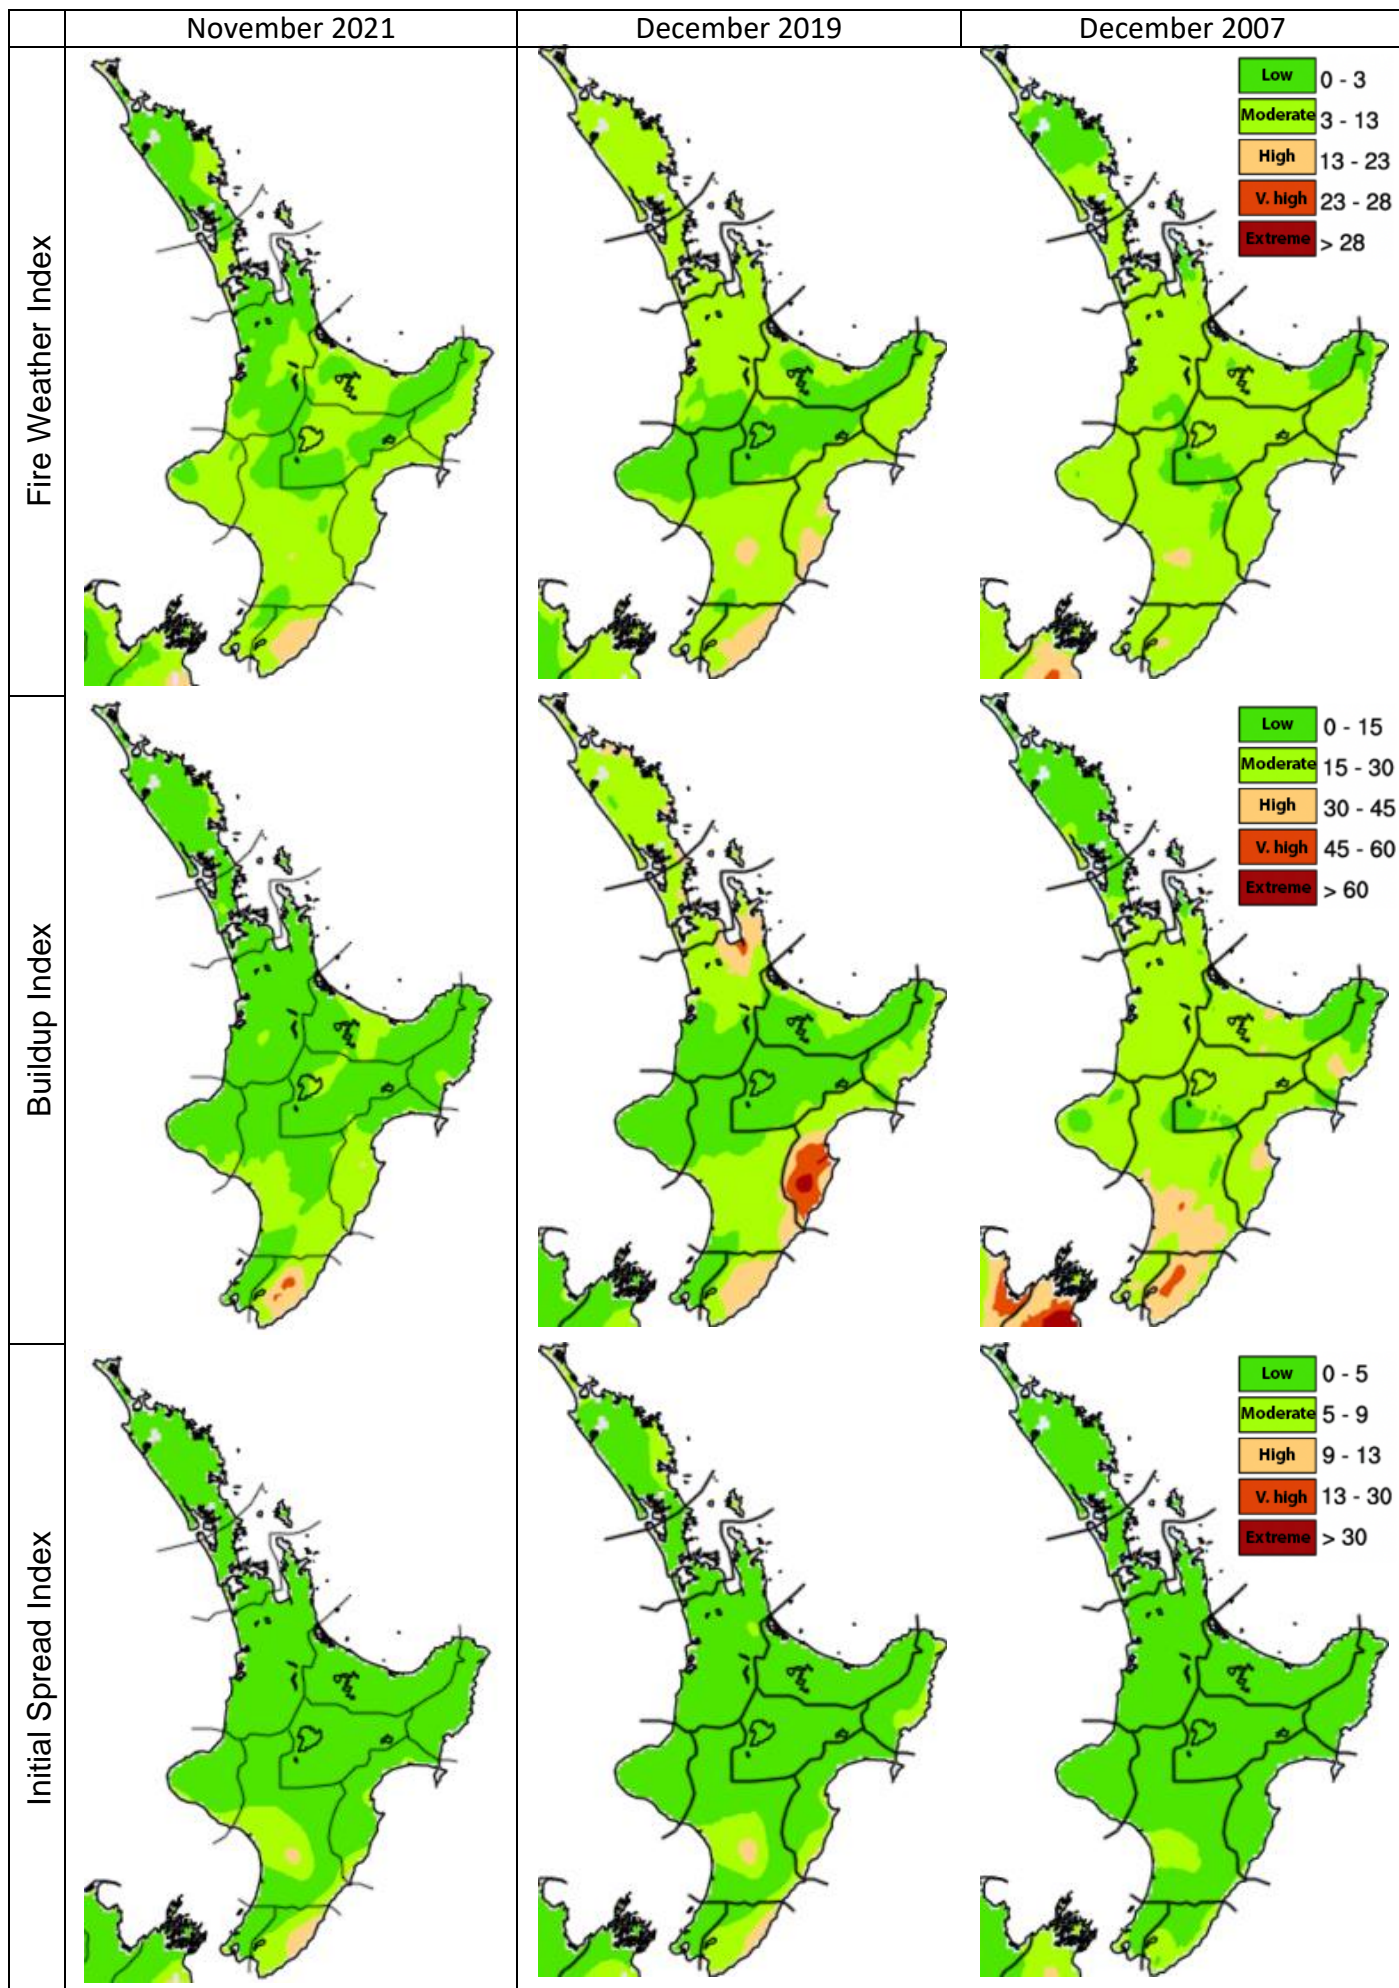 November 2021
December 2019
December 2007
Fire Weather Index
Low 0 - 3
Moderate 3 - 13
High 13 - 23
V. high 23 - 28
Extreme > 28
Buildup Index
Low 0 - 15
Moderate 15 - 30
High 30 - 45
V. high 45 - 60
Extreme > 60
Initial Spread Index
Low 0 - 5
Moderate 5 - 9
High 9 - 13
V. high 13 - 30
Extreme > 30